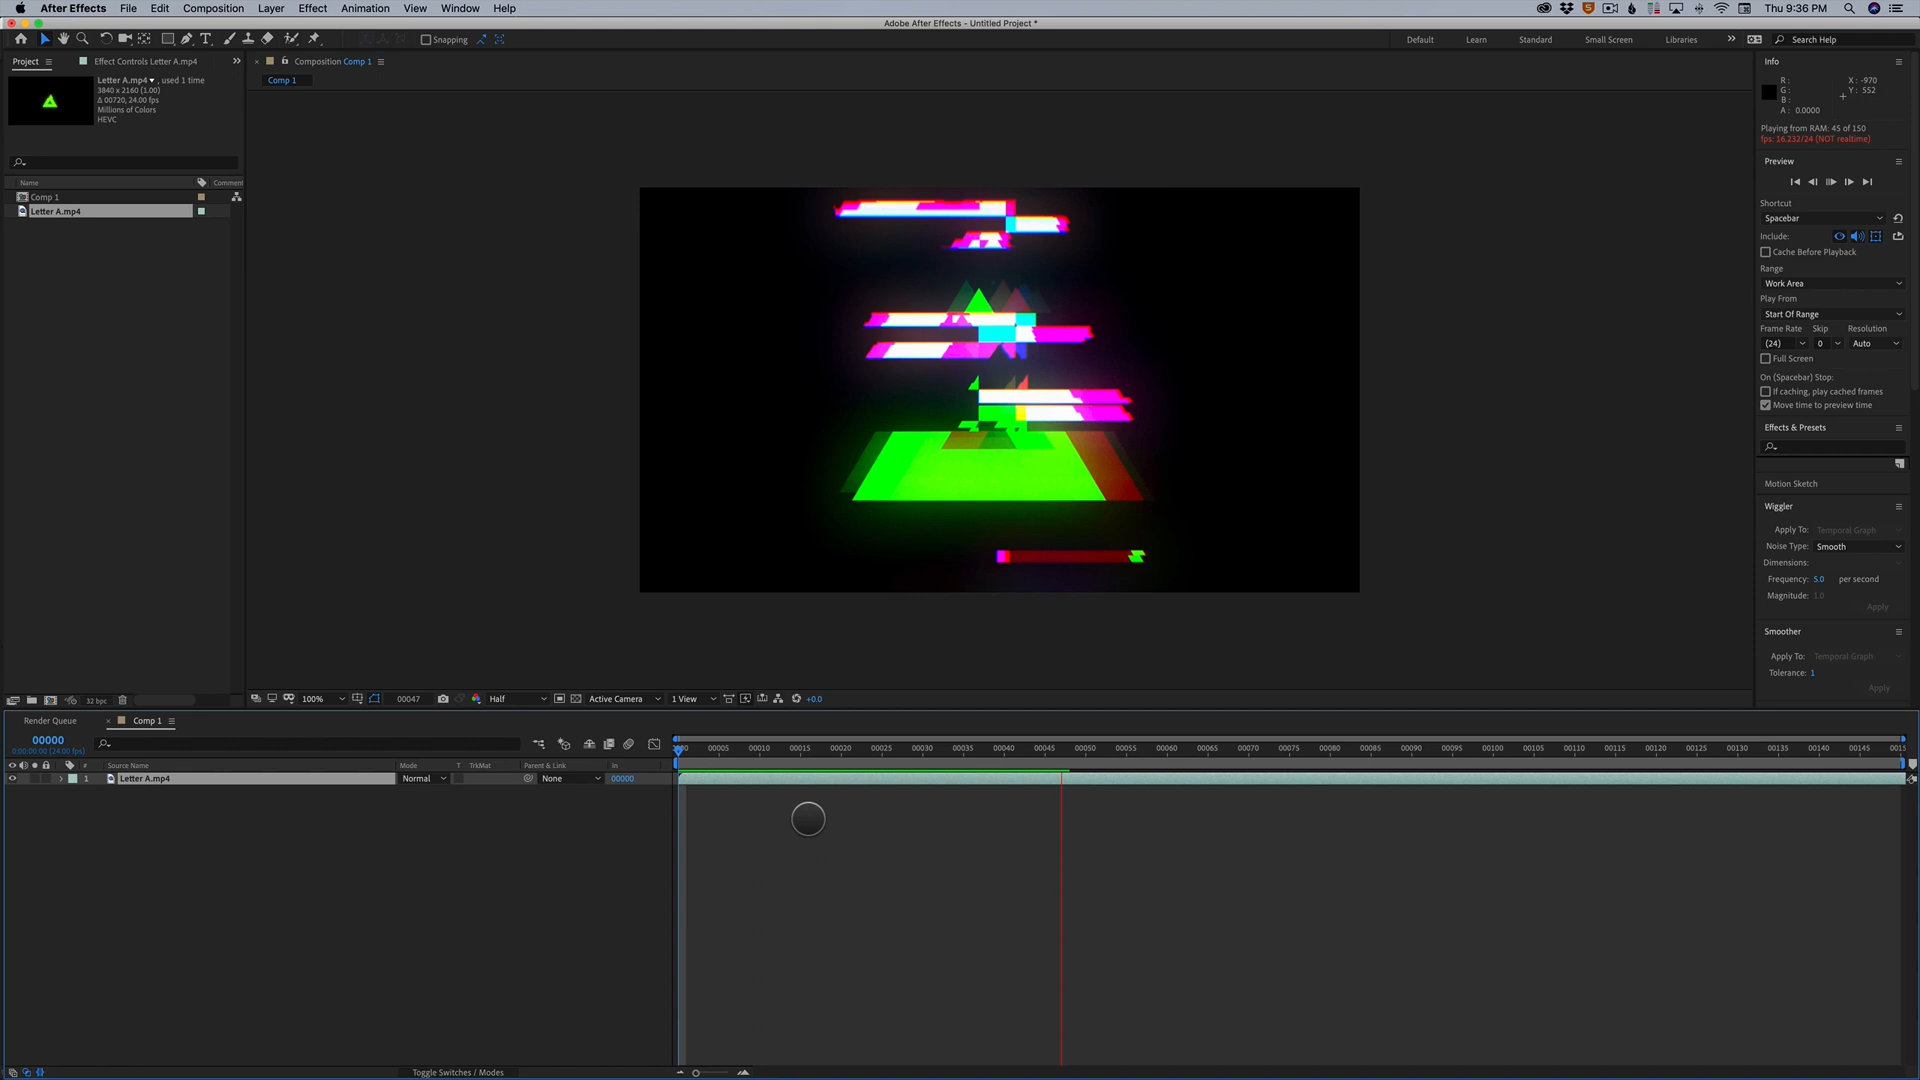 After Effects File Edit Composition Layer Effect Animation View Window Help
Thu 9:36 PM
Adobe After Effects - Untitled Project *
Snapping
Default Learn Standard Small Screen Libraries
Search Help
Project
Effect Controls Letter A.mp4
Composition Comp 1
Comp 1
Letter A.mp4 , used 1 time
3840 x 2160 (1.00)
Δ 00720, 24.00 fps
Millions of Colors
HEVC
Name Comment
Comp 1
Letter A.mp4
32 bpc
100% 00047 Half Active Camera 1 View +0.0
Info
R :
G :
B :
A : 0.0000
X : -970
Y : 552
Playing from RAM: 45 of 150
fps: 16.232/24 (NOT realtime)
Preview
Shortcut
Spacebar
Include:
Cache Before Playback
Range
Work Area
Play From
Start Of Range
Frame Rate Skip Resolution
(24) 0 Auto
Full Screen
On (Spacebar) Stop:
If caching, play cached frames
Move time to preview time
Effects & Presets
Motion Sketch
Wiggler
Apply To: Temporal Graph
Noise Type: Smooth
Dimensions:
Frequency: 5.0 per second
Magnitude: 1.0
Apply
Smoother
Apply To: Temporal Graph
Tolerance: 1
Apply
Render Queue Comp 1
00000
0:00:00:00 (24.00 fps)
00005 00010 00015 00020 00025 00030 00035 00040 00045 00050 00055 00060 00065 00070 00075 00080 00085 00090 00095 00100 00105 00110 00115 00120 00125 00130 00135 00140 00145 0015
# Source Name Mode T TrkMat Parent & Link In
1 Letter A.mp4 Normal None 00000
Toggle Switches / Modes